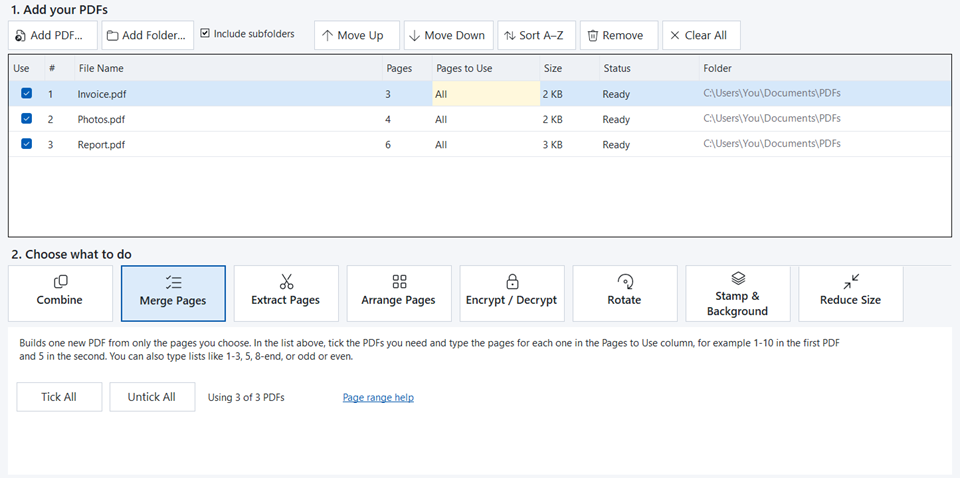 1. Add your PDFs
Add PDF... Add Folder... Include subfolders Move Up Move Down Sort A–Z Remove Clear All
Use # File Name Pages Pages to Use Size Status Folder
1 Invoice.pdf 3 All 2 KB Ready C:\Users\You\Documents\PDFs
2 Photos.pdf 4 All 2 KB Ready C:\Users\You\Documents\PDFs
3 Report.pdf 6 All 3 KB Ready C:\Users\You\Documents\PDFs
2. Choose what to do
Combine Merge Pages Extract Pages Arrange Pages Encrypt / Decrypt Rotate Stamp & Background Reduce Size
Builds one new PDF from only the pages you choose. In the list above, tick the PDFs you need and type the pages for each one in the Pages to Use column, for example 1-10 in the first PDF
and 5 in the second. You can also type lists like 1-3, 5, 8-end, or odd or even.
Tick All Untick All Using 3 of 3 PDFs Page range help